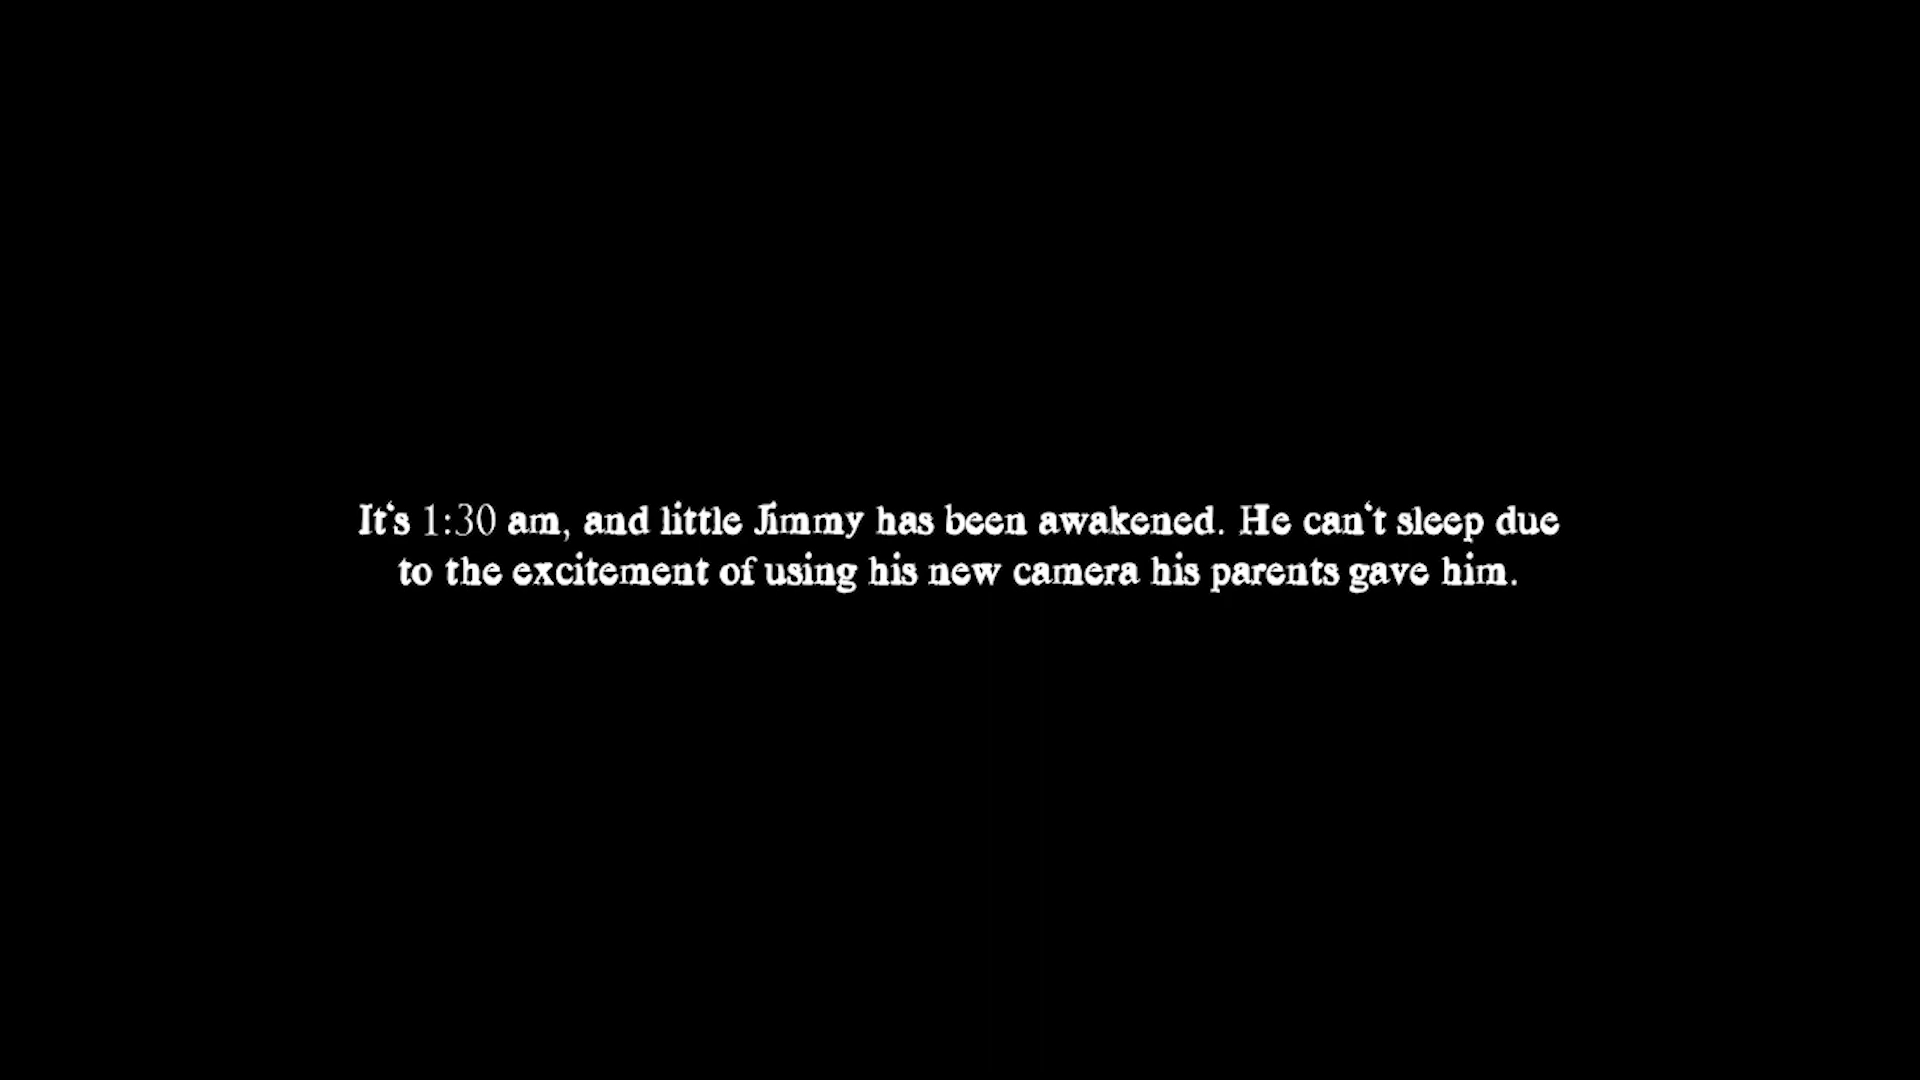 It's 1:30 am, and little Jimmy has been awakened. He can't sleep due
to the excitement of using his new camera his parents gave him.